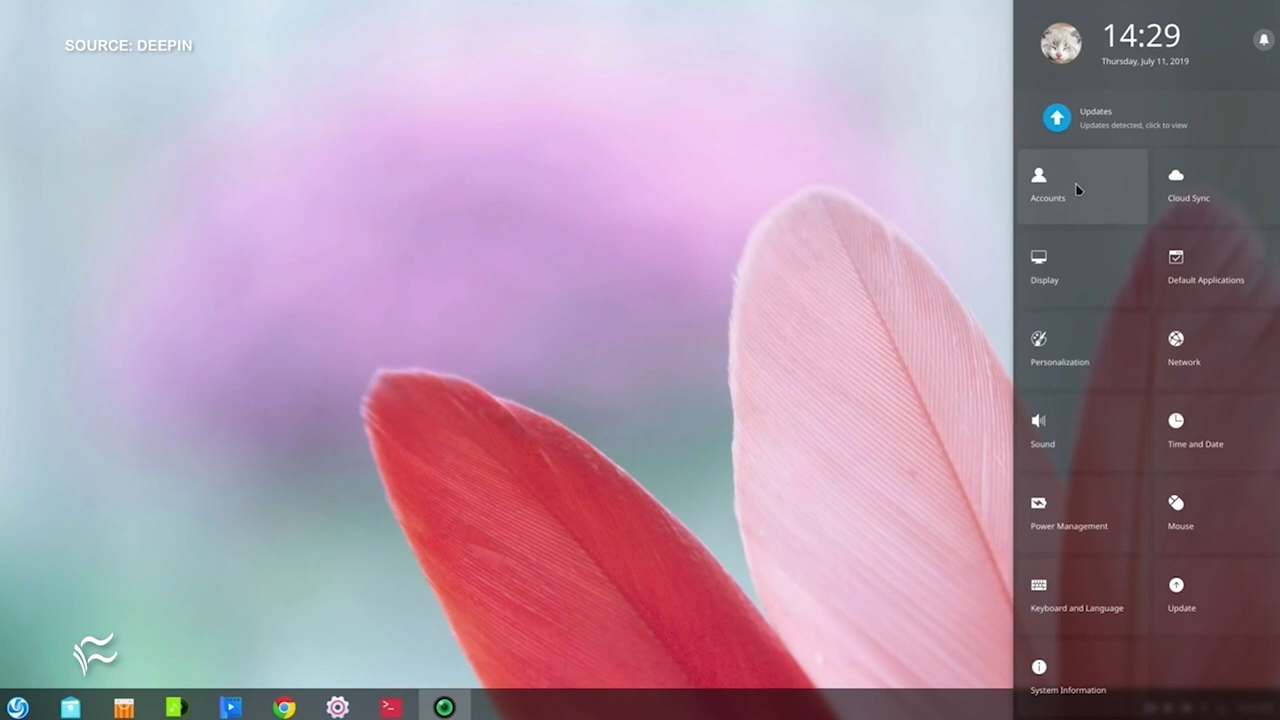 SOURCE: DEEPIN
14:29
Thursday, July 11, 2019
Updates
Updates detected, click to view
Accounts
Cloud Sync
Display
Default Applications
Personalization
Network
Sound
Time and Date
Power Management
Mouse
Keyboard and Language
Update
System Information